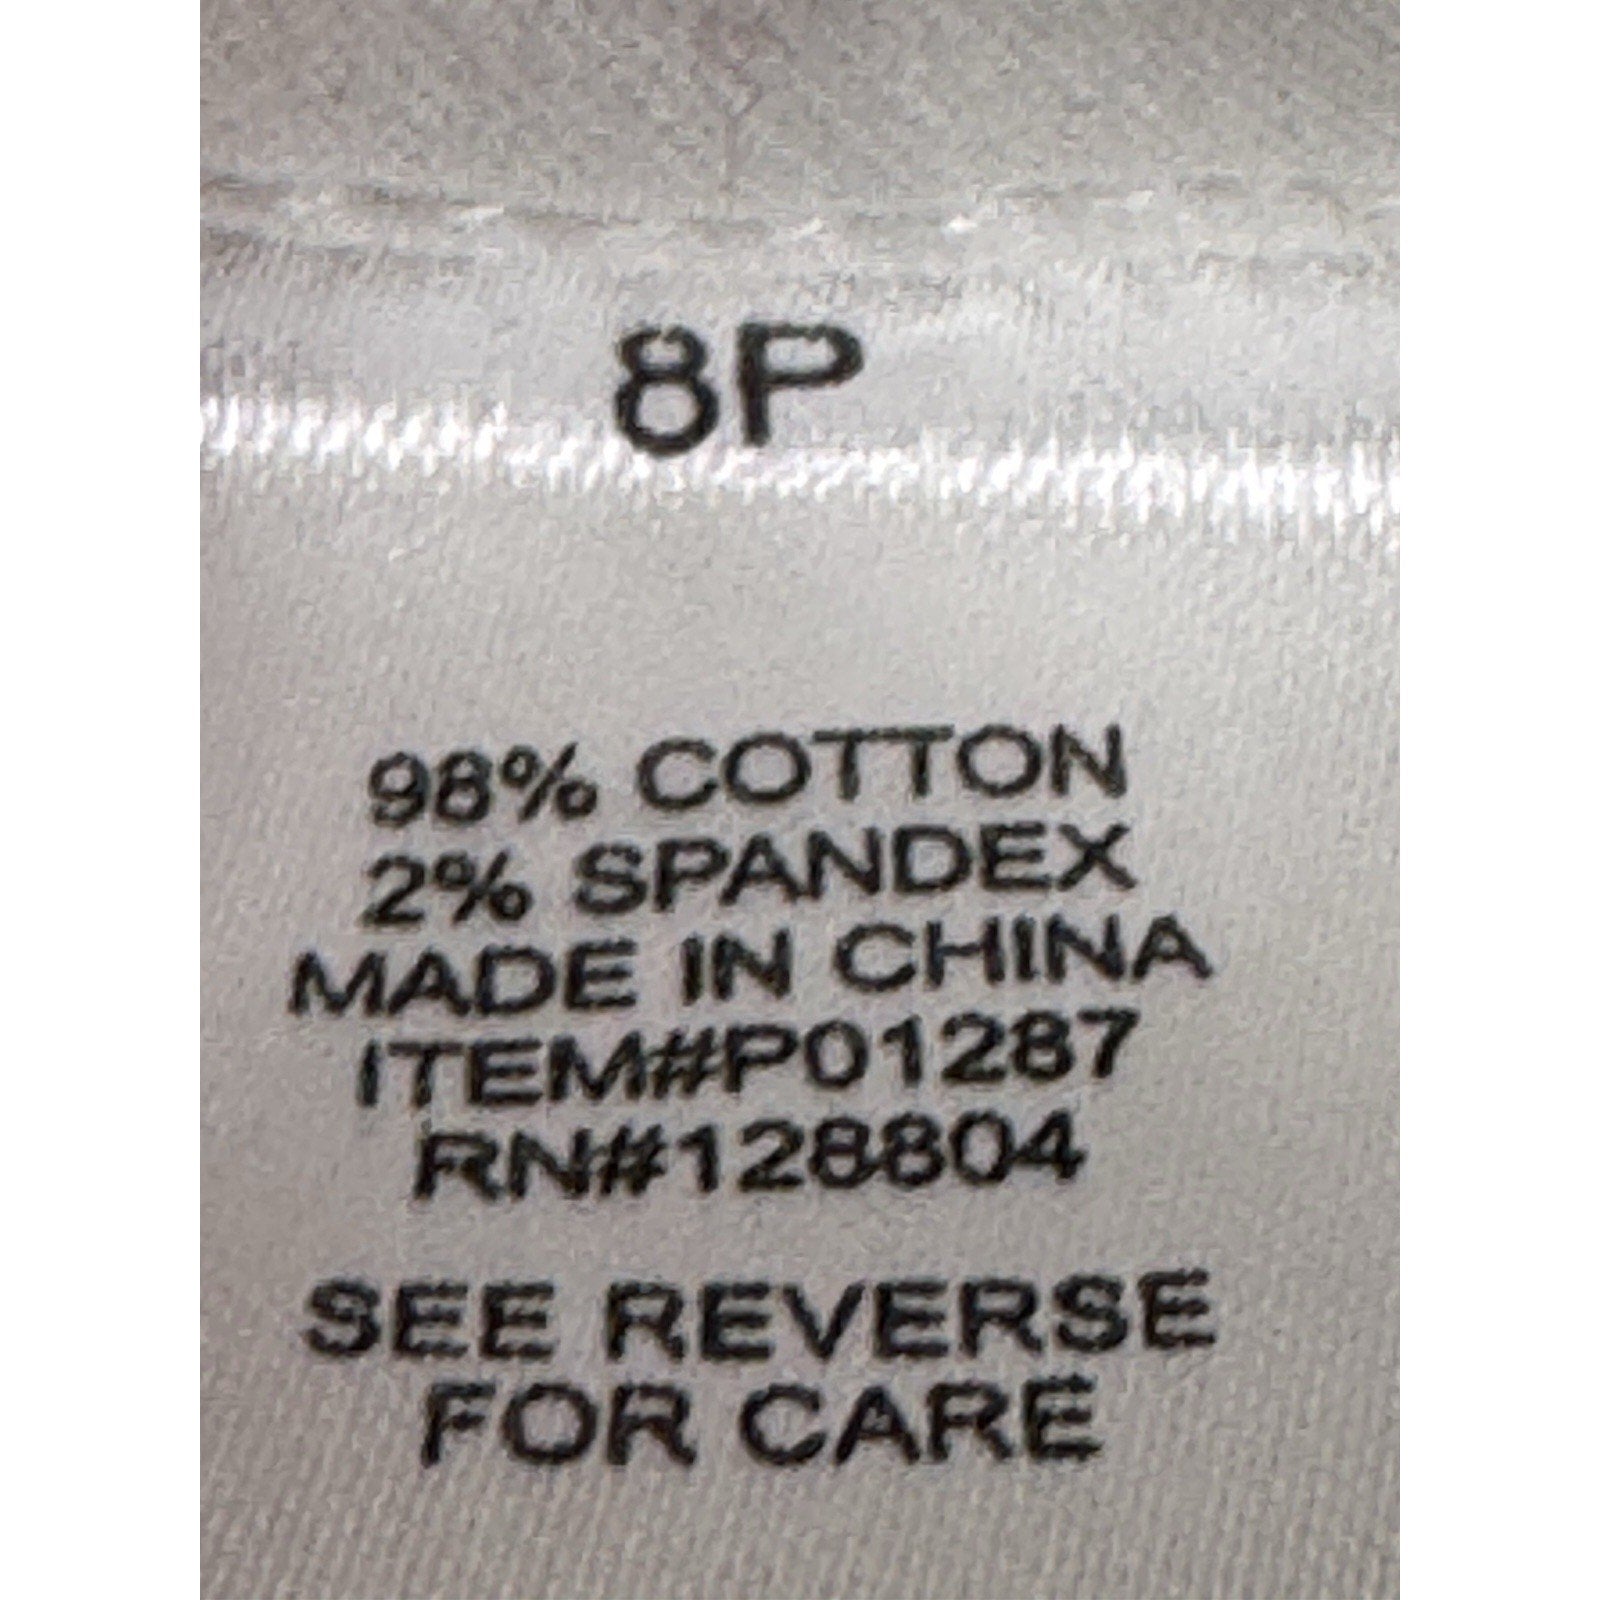 8P
98% COTTON
2% SPANDEX
MADE IN CHINA
ITEM#P01287
RN#128804
SEE REVERSE
FOR CARE